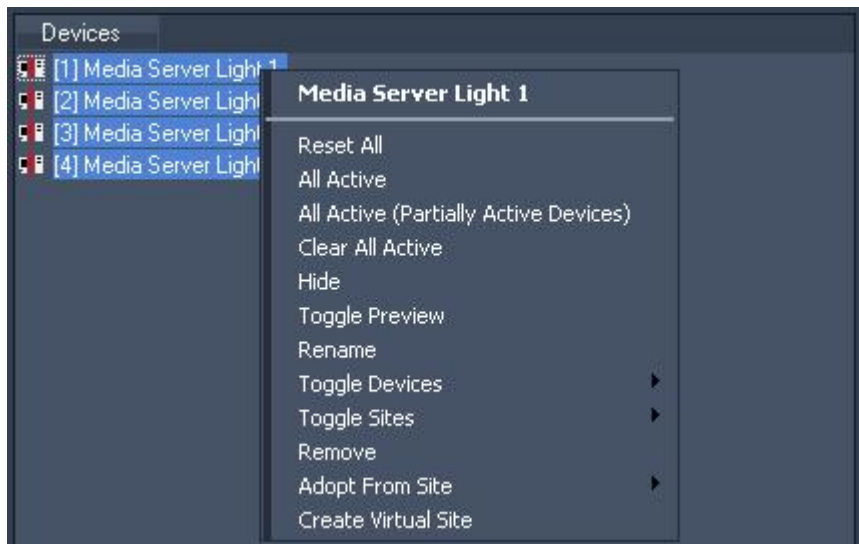 Devices
[1] Media Server Light 1
[2] Media Server Light
[3] Media Server Light
[4] Media Server Light
Media Server Light 1
Reset All
All Active
All Active (Partially Active Devices)
Clear All Active
Hide
Toggle Preview
Rename
Toggle Devices
Toggle Sites
Remove
Adopt From Site
Create Virtual Site